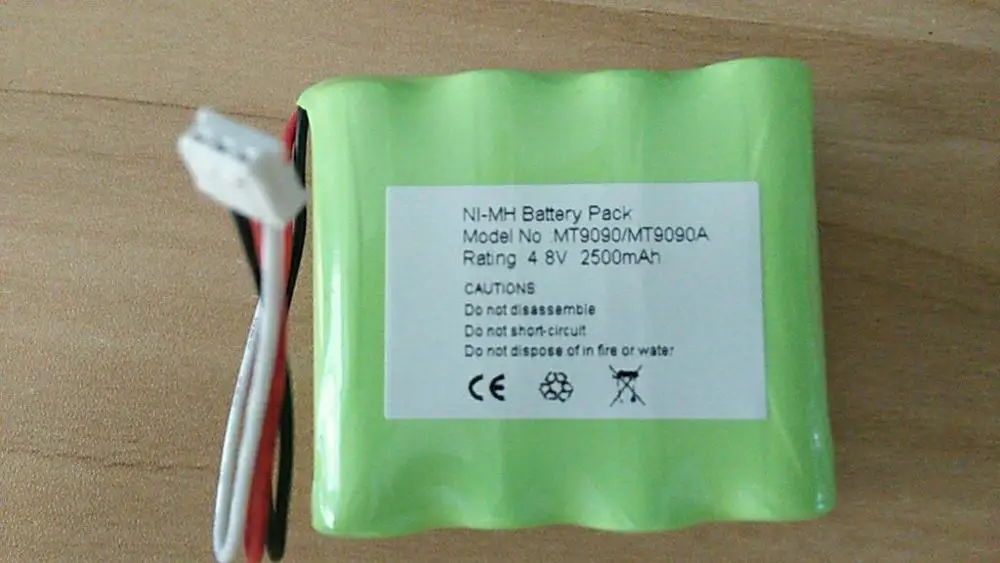 NI-MH Battery Pack
Model No :MT9090/MT9090A
Rating 4.8V 2500mAh
CAUTIONS
Do not disassemble
Do not short-circuit
Do not dispose of in fire or water
CE